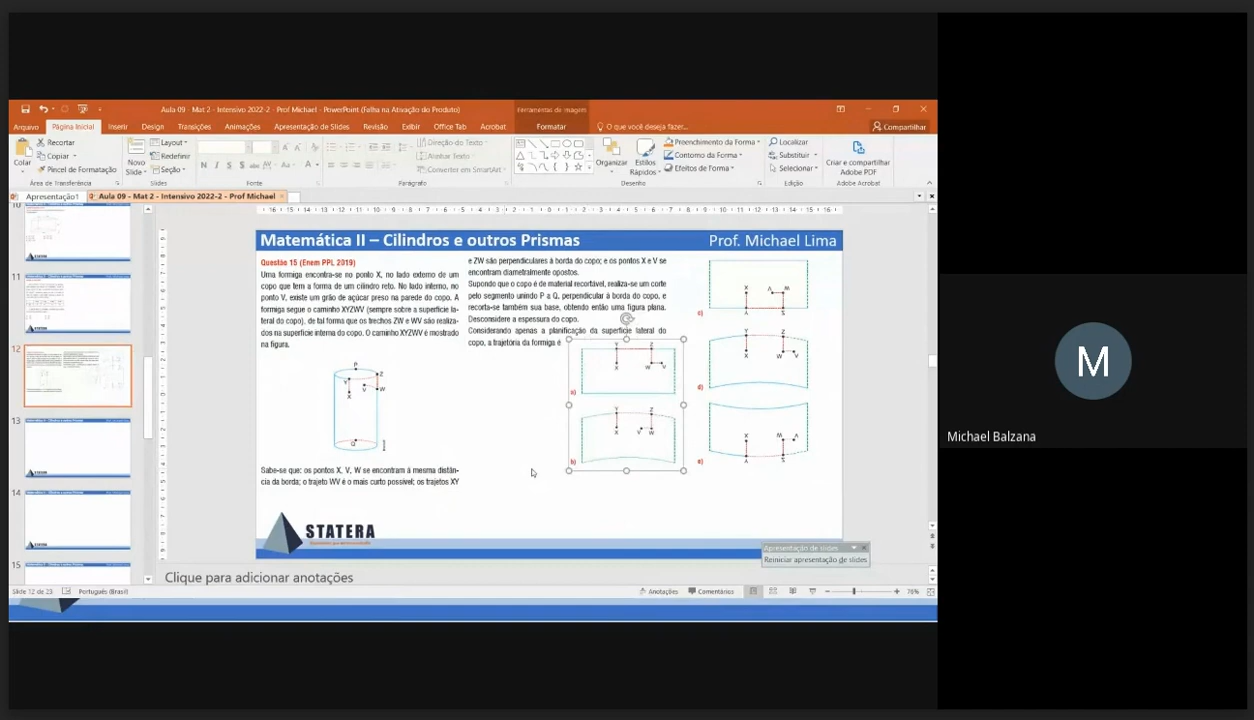 Aula 09 - Mat 2 - Intensivo 2022-2 - Prof Michael - PowerPoint (Falha na Ativação do Produto)
Ferramentas de Imagem
Arquivo Página Inicial Inserir Design Transições Animações Apresentação de Slides Revisão Exibir Office Tab Acrobat Formatar O que você deseja fazer... Compartilhar
Colar
Recortar
Copiar
Pincel de Formatação
Área de Transferência
Novo Slide
Layout
Redefinir
Seção
Slides
N I S
Fonte
Direção do Texto
Alinhar Texto
Converter em SmartArt
Parágrafo
Organizar
Estilos Rápidos
Preenchimento da Forma
Contorno da Forma
Efeitos de Forma
Desenho
Localizar
Substituir
Selecionar
Edição
Criar e compartilhar Adobe PDF
Adobe Acrobat
Apresentação1 Aula 09 - Mat 2 - Intensivo 2022-2 - Prof Michael
10
11
12
13
14
15
Matemática II – Cilindros e outros Prismas Prof. Michael Lima
Questão 15 (Enem PPL 2019)
Uma formiga encontra-se no ponto X, no lado externo de um
copo que tem a forma de um cilindro reto. No lado interno, no
ponto V, existe um grão de açúcar preso na parede do copo. A
formiga segue o caminho XYZWV (sempre sobre a superfície la-
teral do copo), de tal forma que os trechos ZW e WV são realiza-
dos na superfície interna do copo. O caminho XYZWV é mostrado
na figura.
P
Y Z
V W
X
Q
Sabe-se que: os pontos X, V, W se encontram à mesma distân-
cia da borda; o trajeto WV é o mais curto possível; os trajetos XY
e ZW são perpendiculares à borda do copo; e os pontos X e V se
encontram diametralmente opostos.
Supondo que o copo é de material recortável, realiza-se um corte
pelo segmento unindo P a Q, perpendicular à borda do copo, e
recorta-se também sua base, obtendo então uma figura plana.
Desconsidere a espessura do copo.
Considerando apenas a planificação da superfície lateral do
copo, a trajetória da formiga é
Y Z
X W V
a)
Y Z
X V W
b)
c)
Y Z
X W V
d)
e)
STATERA
Apresentação de slides
Reiniciar apresentação de slides
Clique para adicionar anotações
Slide 12 de 23 Português (Brasil) Anotações Comentários 76%
M
Michael Balzana